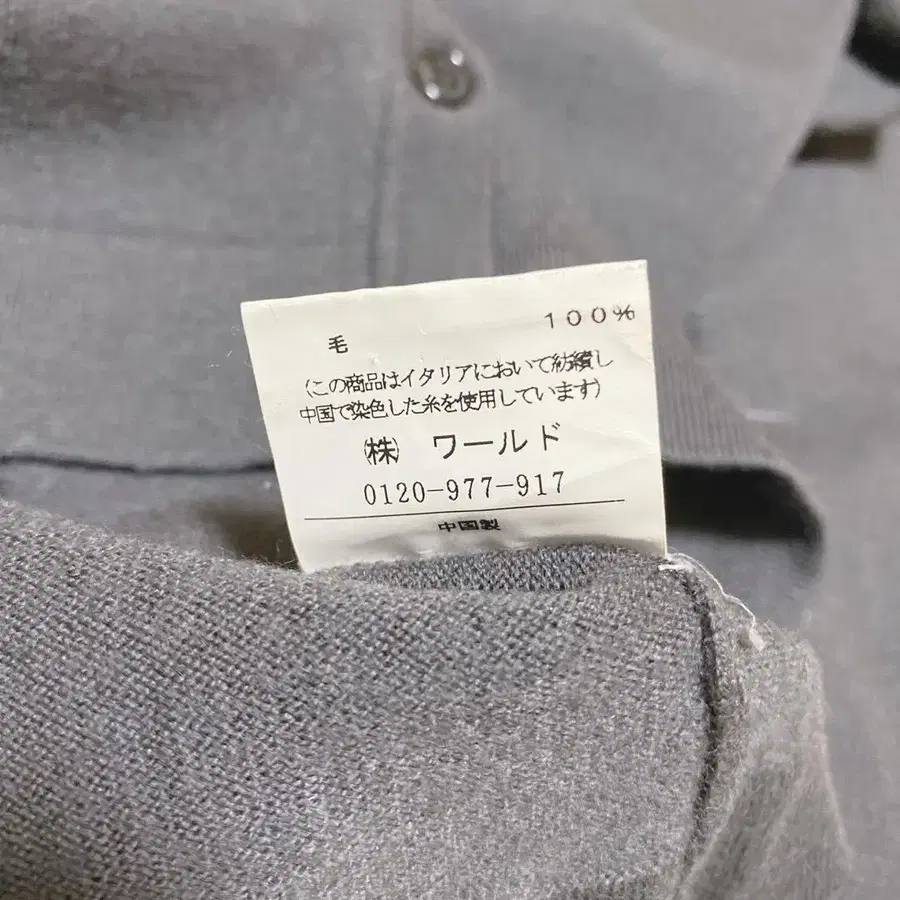 毛 100%
(この商品はイタリアにおいて紡績し
中国で染色した糸を使用しています)
(株) ワールド
0120-977-917
中国製